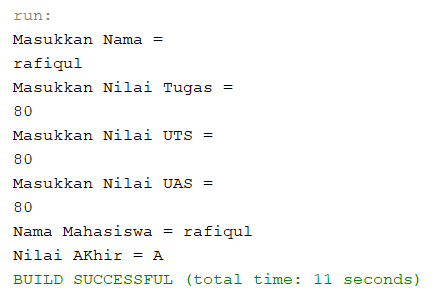 run:
Masukkan Nama =
rafiqul
Masukkan Nilai Tugas =
80
Masukkan Nilai UTS =
80
Masukkan Nilai UAS =
80
Nama Mahasiswa = rafiqul
Nilai AKhir = A
BUILD SUCCESSFUL (total time: 11 seconds)